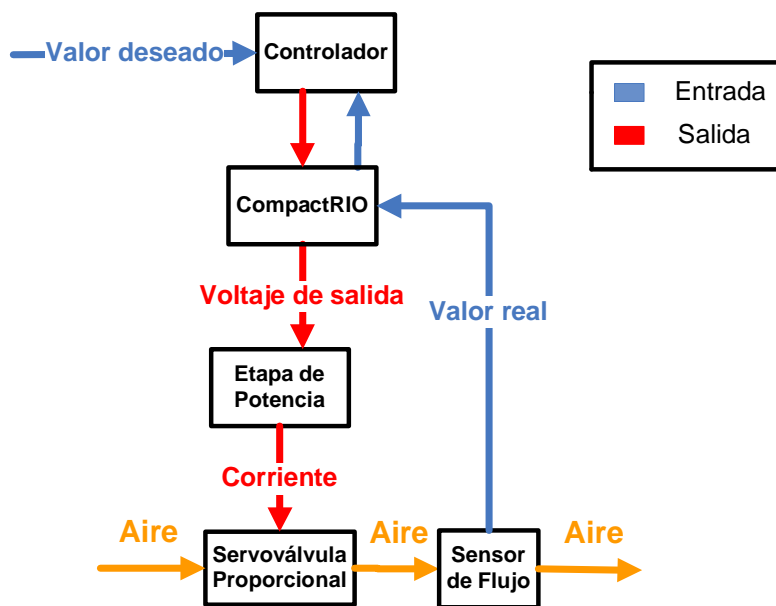 Valor deseado
Controlador
Entrada
Salida
CompactRIO
Voltaje de salida
Valor real
Etapa de
Potencia
Corriente
Aire
Aire
Aire
Servoválvula
Proporcional
Sensor
de Flujo